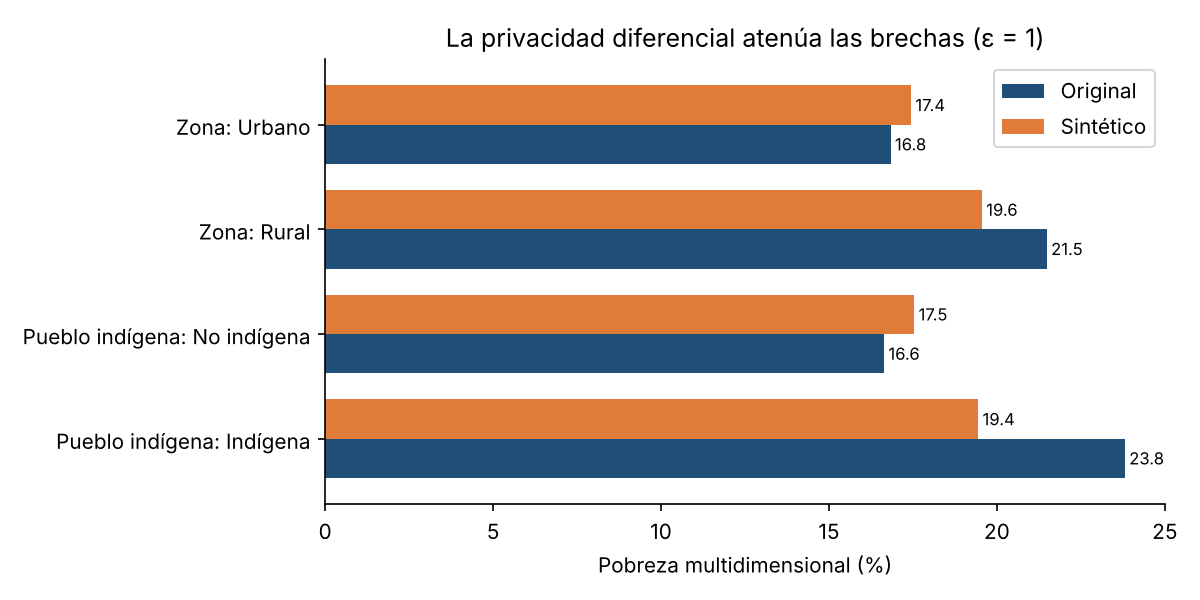 La privacidad diferencial atenúa las brechas (ε = 1)
Original
Sintético
Zona: Urbano
17.4
16.8
Zona: Rural
19.6
21.5
Pueblo indígena: No indígena
17.5
16.6
Pueblo indígena: Indígena
19.4
23.8
0 5 10 15 20 25
Pobreza multidimensional (%)